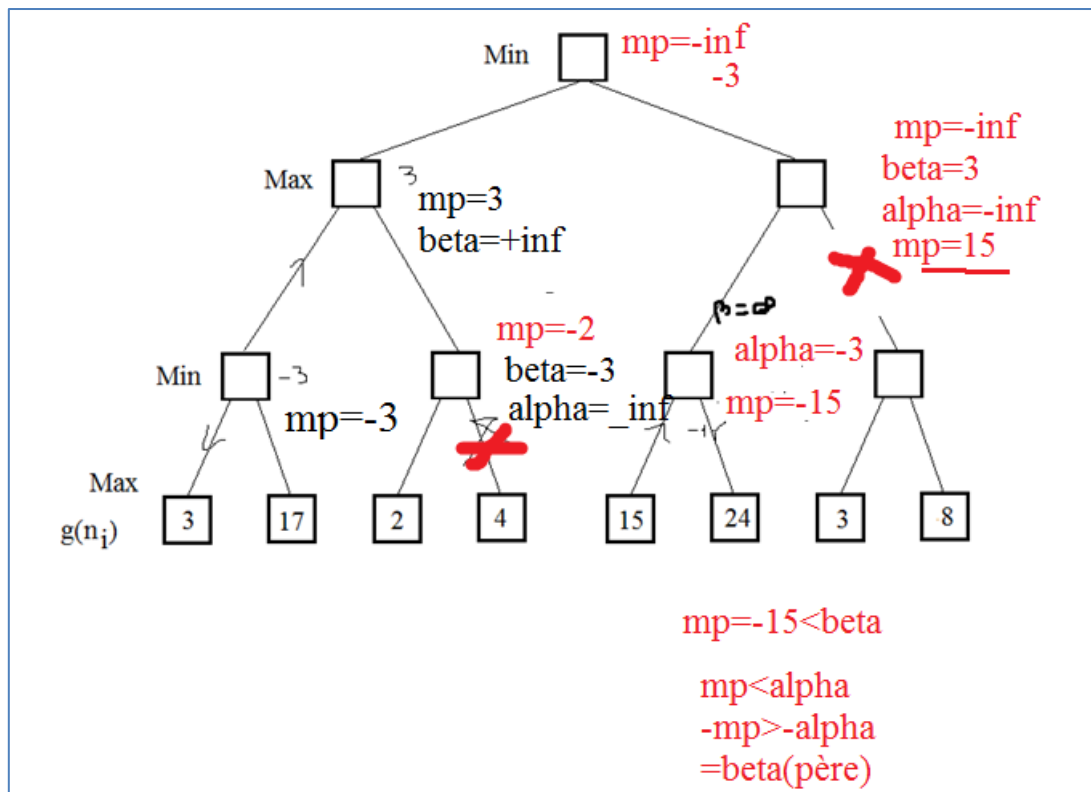 Min
mp=-inf
-3
mp=-inf
beta=3
alpha=-inf
mp=15
Max
3
mp=3
beta=+inf
β=∞
mp=-2
beta=-3
alpha=_inf
alpha=-3
mp=-15
Min
-3
mp=-3
Max
g(ni)
3
17
2
4
15
24
3
8
mp=-15<beta
mp<alpha
-mp>-alpha
=beta(père)